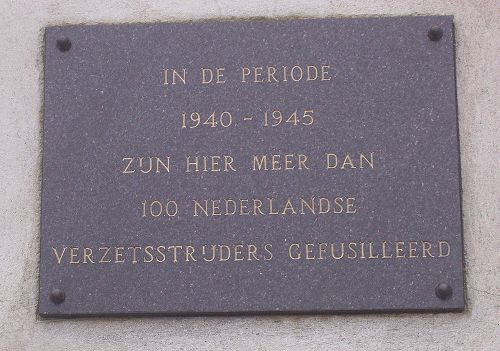 IN DE PERIODE
1940 - 1945
ZIJN HIER MEER DAN
100 NEDERLANDSE
VERZETSSTRIJDERS GEFUSILLEERD